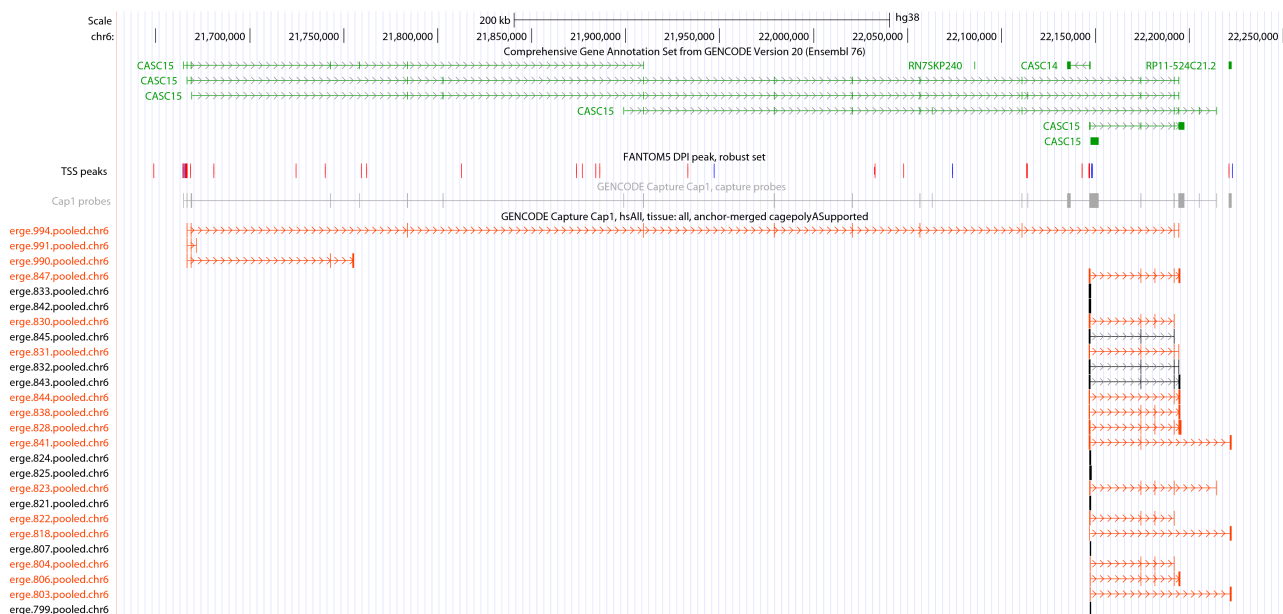 Scale 200 kb hg38
chr6: 21,700,000 21,750,000 21,800,000 21,850,000 21,900,000 21,950,000 22,000,000 22,050,000 22,100,000 22,150,000 22,200,000 22,250,000
Comprehensive Gene Annotation Set from GENCODE Version 20 (Ensembl 76)
CASC15 RN7SKP240 CASC14 RP11-524C21.2
CASC15
CASC15
CASC15
CASC15
CASC15
FANTOM5 DPI peak, robust set
TSS peaks
GENCODE Capture Cap1, capture probes
Cap1 probes
GENCODE Capture Cap1, hsAll, tissue: all, anchor-merged cagepolyASupported
erge.994.pooled.chr6
erge.991.pooled.chr6
erge.990.pooled.chr6
erge.847.pooled.chr6
erge.833.pooled.chr6
erge.842.pooled.chr6
erge.830.pooled.chr6
erge.845.pooled.chr6
erge.831.pooled.chr6
erge.832.pooled.chr6
erge.843.pooled.chr6
erge.844.pooled.chr6
erge.838.pooled.chr6
erge.828.pooled.chr6
erge.841.pooled.chr6
erge.824.pooled.chr6
erge.825.pooled.chr6
erge.823.pooled.chr6
erge.821.pooled.chr6
erge.822.pooled.chr6
erge.818.pooled.chr6
erge.807.pooled.chr6
erge.804.pooled.chr6
erge.806.pooled.chr6
erge.803.pooled.chr6
erge.799.pooled.chr6